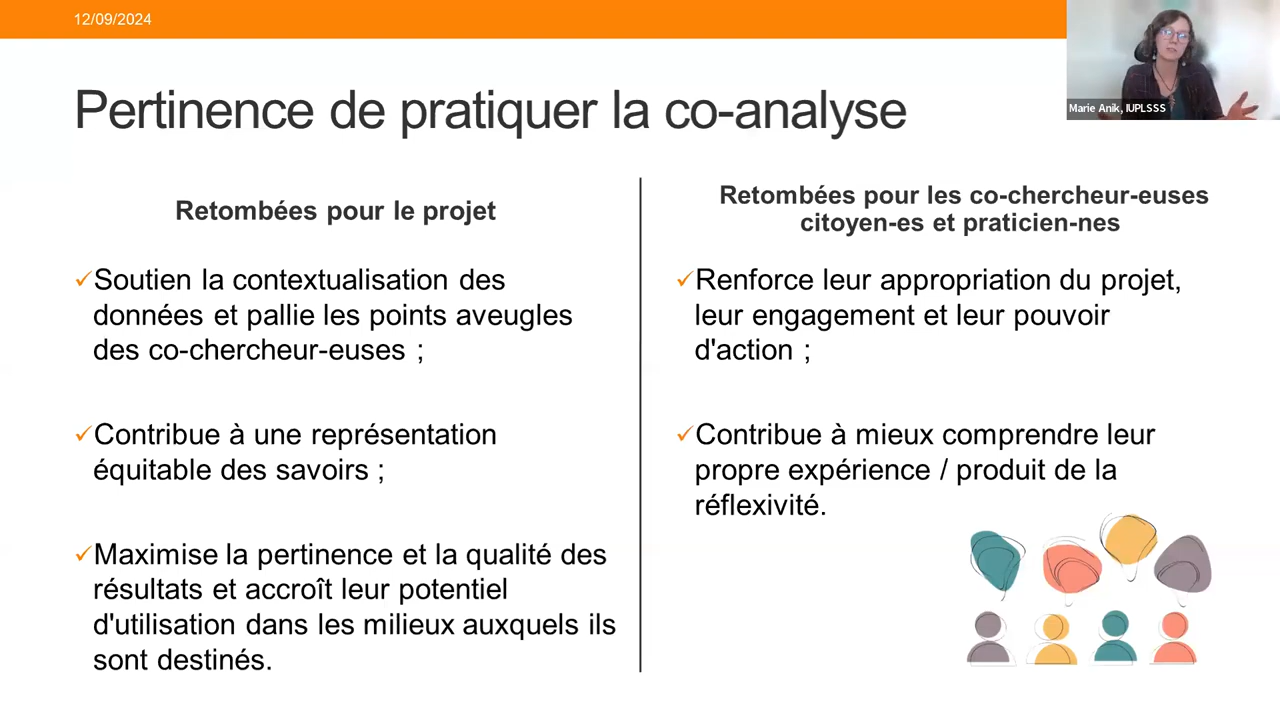 12/09/2024
Marie Anik, IUPLSSS
Pertinence de pratiquer la co-analyse
Retombées pour le projet
Soutien la contextualisation des
données et pallie les points aveugles
des co-chercheur-euses ;
Contribue à une représentation
équitable des savoirs ;
Maximise la pertinence et la qualité des
résultats et accroît leur potentiel
d'utilisation dans les milieux auxquels ils
sont destinés.
Retombées pour les co-chercheur-euses
citoyen-es et praticien-nes
Renforce leur appropriation du projet,
leur engagement et leur pouvoir
d'action ;
Contribue à mieux comprendre leur
propre expérience / produit de la
réflexivité.